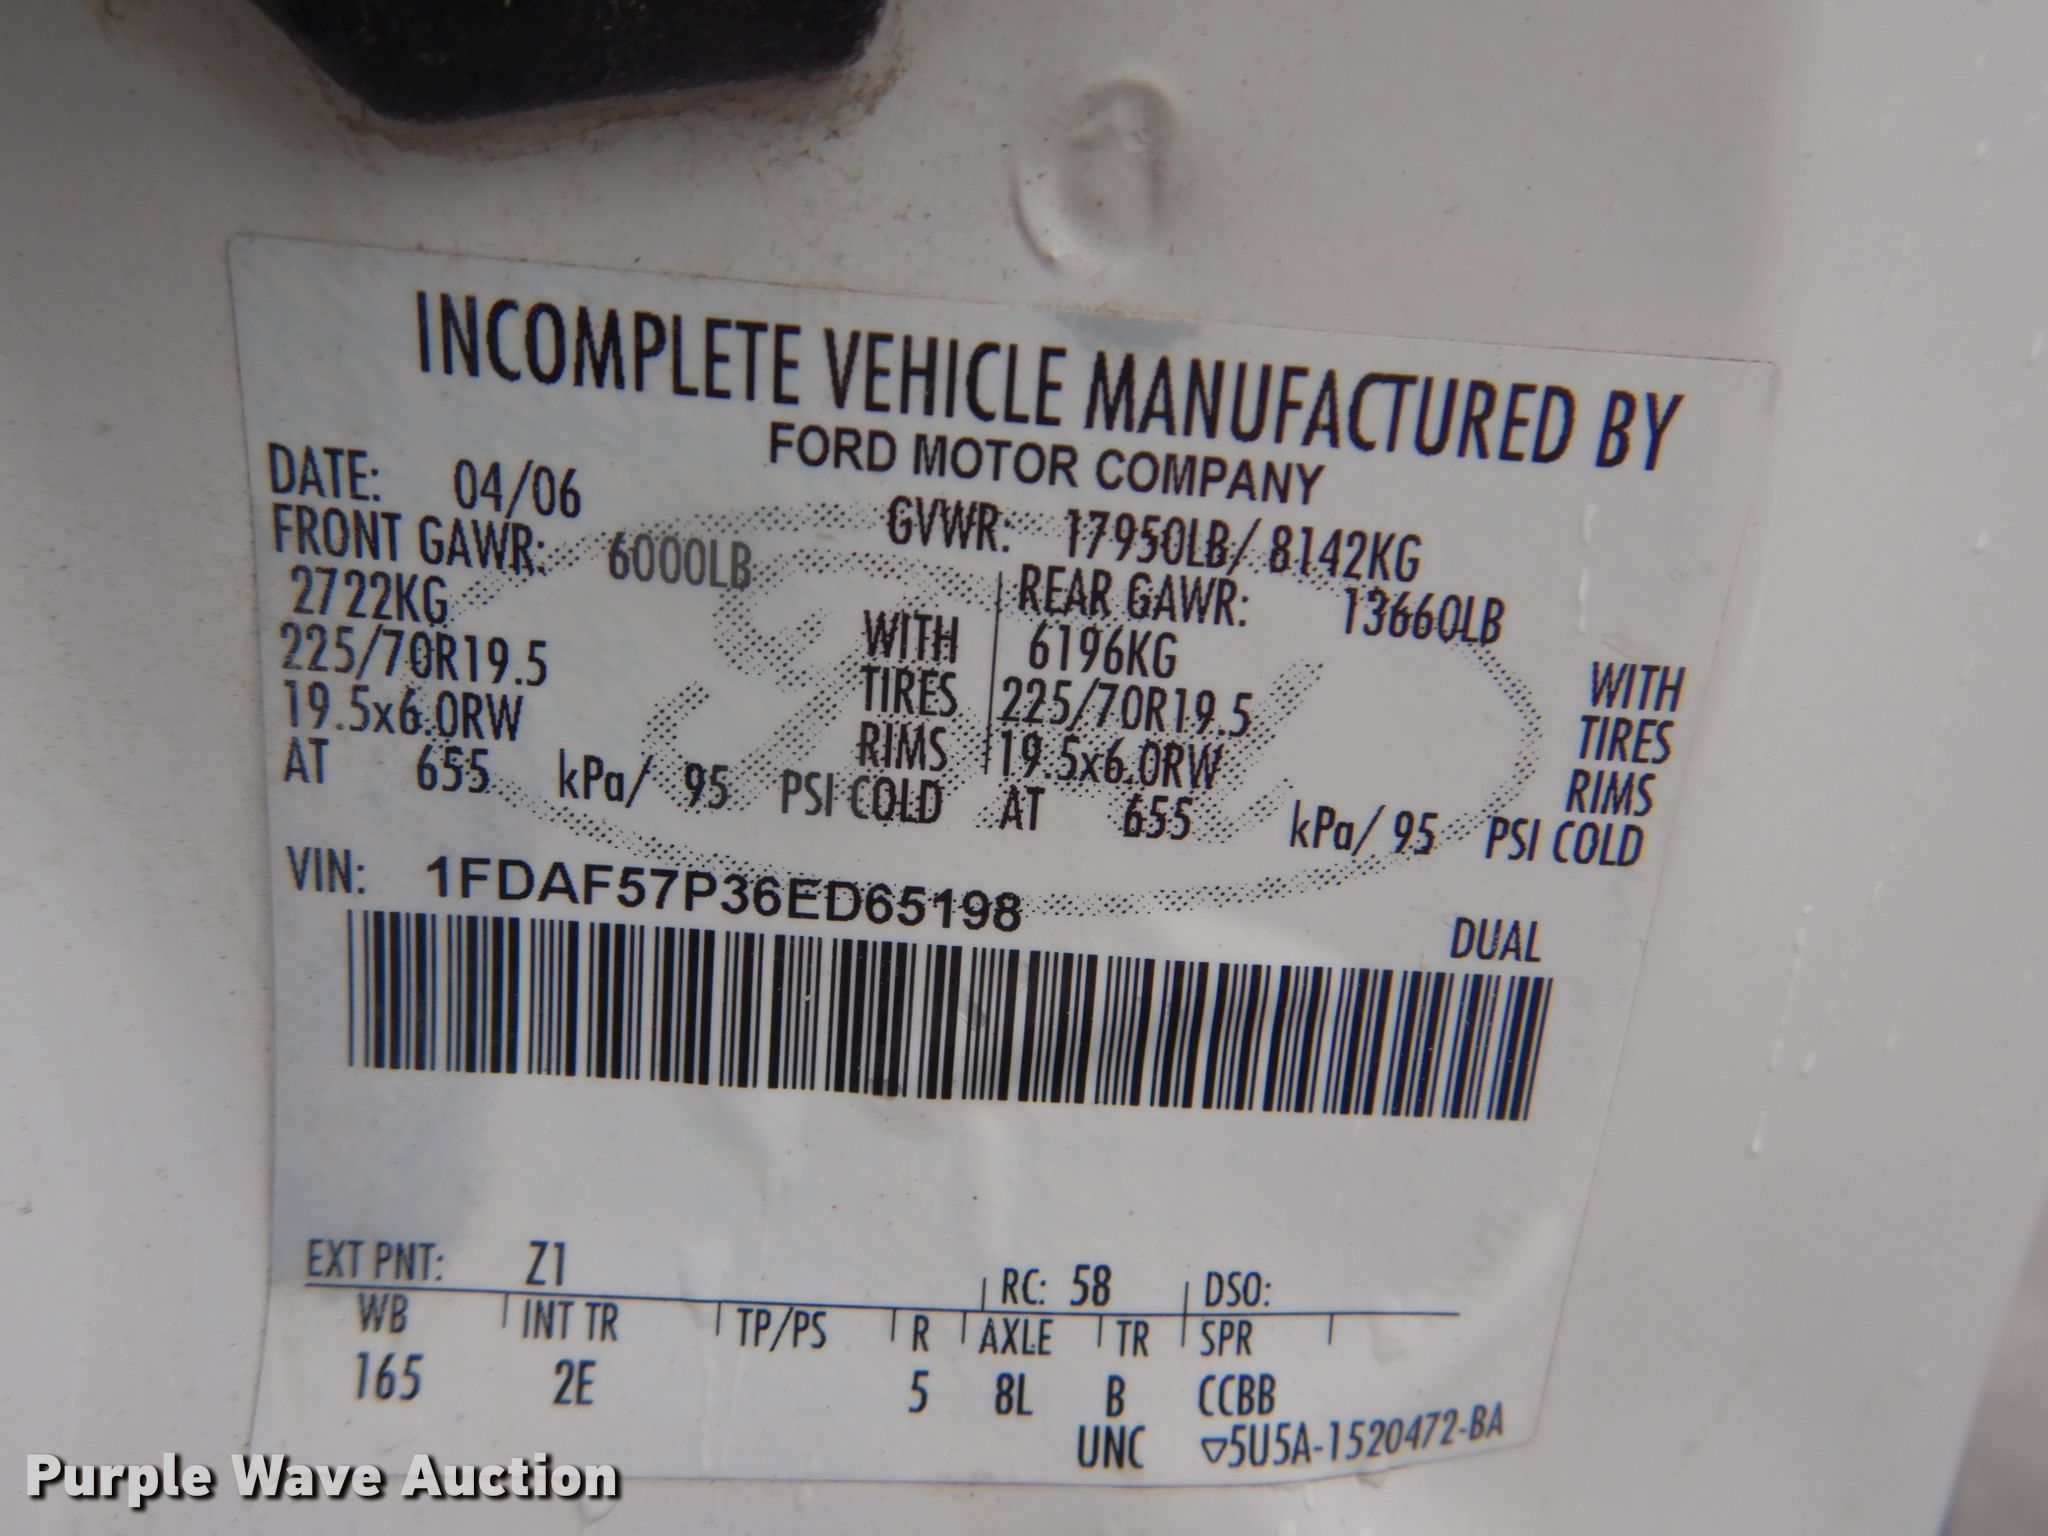 INCOMPLETE VEHICLE MANUFACTURED BY
FORD MOTOR COMPANY
DATE: 04/06 GVWR: 17950LB/ 8142KG
FRONT GAWR: 6000LB REAR GAWR: 13660LB
2722KG WITH 6196KG WITH
225/70R19.5 TIRES 225/70R19.5 TIRES
19.5x6.0RW RIMS 19.5x6.0RW RIMS
AT 655 kPa/ 95 PSI COLD AT 655 kPa/ 95 PSI COLD
VIN: 1FDAF57P36ED65198
DUAL
EXT PNT: Z1 RC: 58 DSO:
WB INT TR TP/PS R AXLE TR SPR
165 2E 5 8L B CCBB
UNC ▽5U5A-1520472-BA
Purple Wave Auction